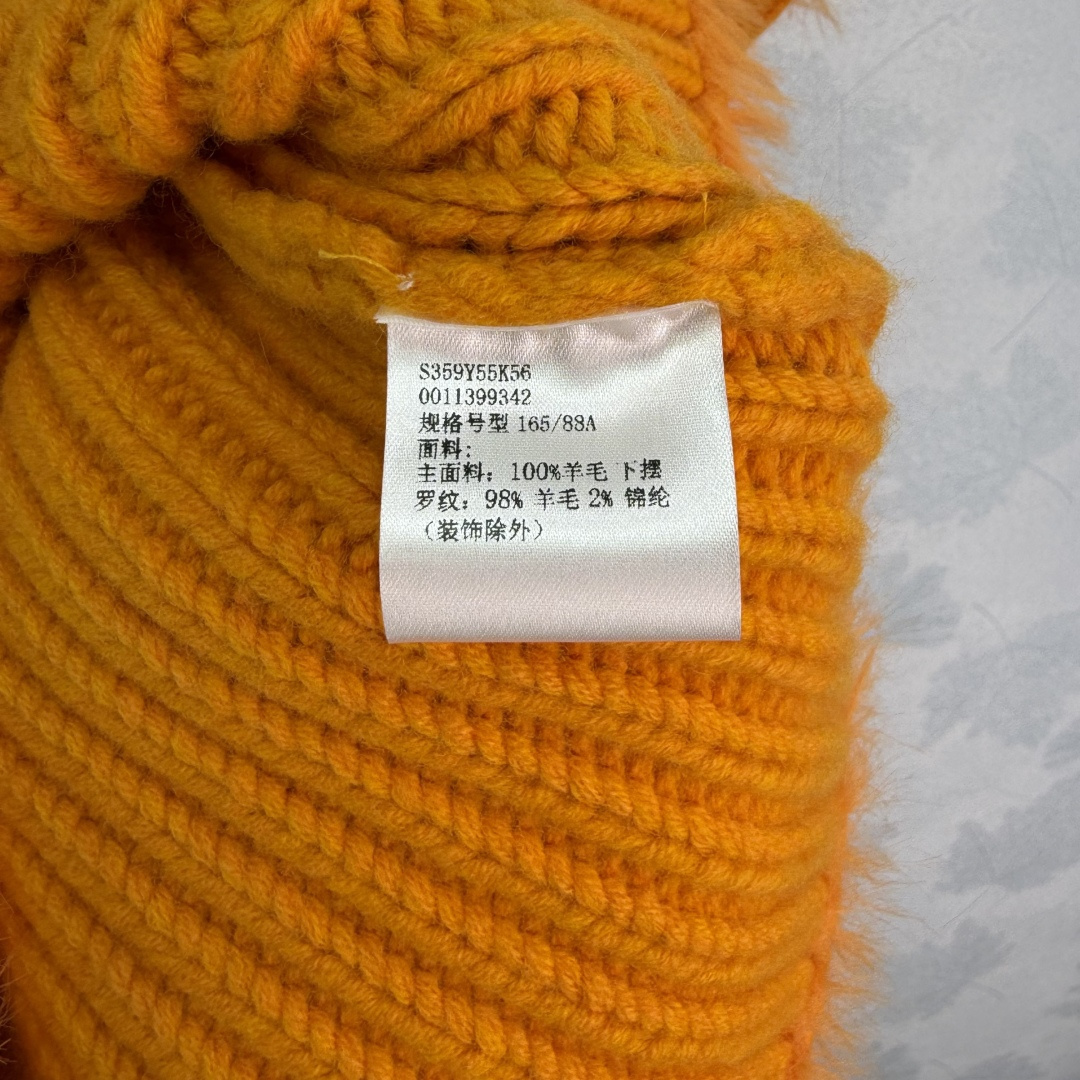 S359Y55K56
0011399342
规格号型 165/88A
面料:
主面料: 100%羊毛 下摆
罗纹: 98% 羊毛 2% 锦纶
（装饰除外）